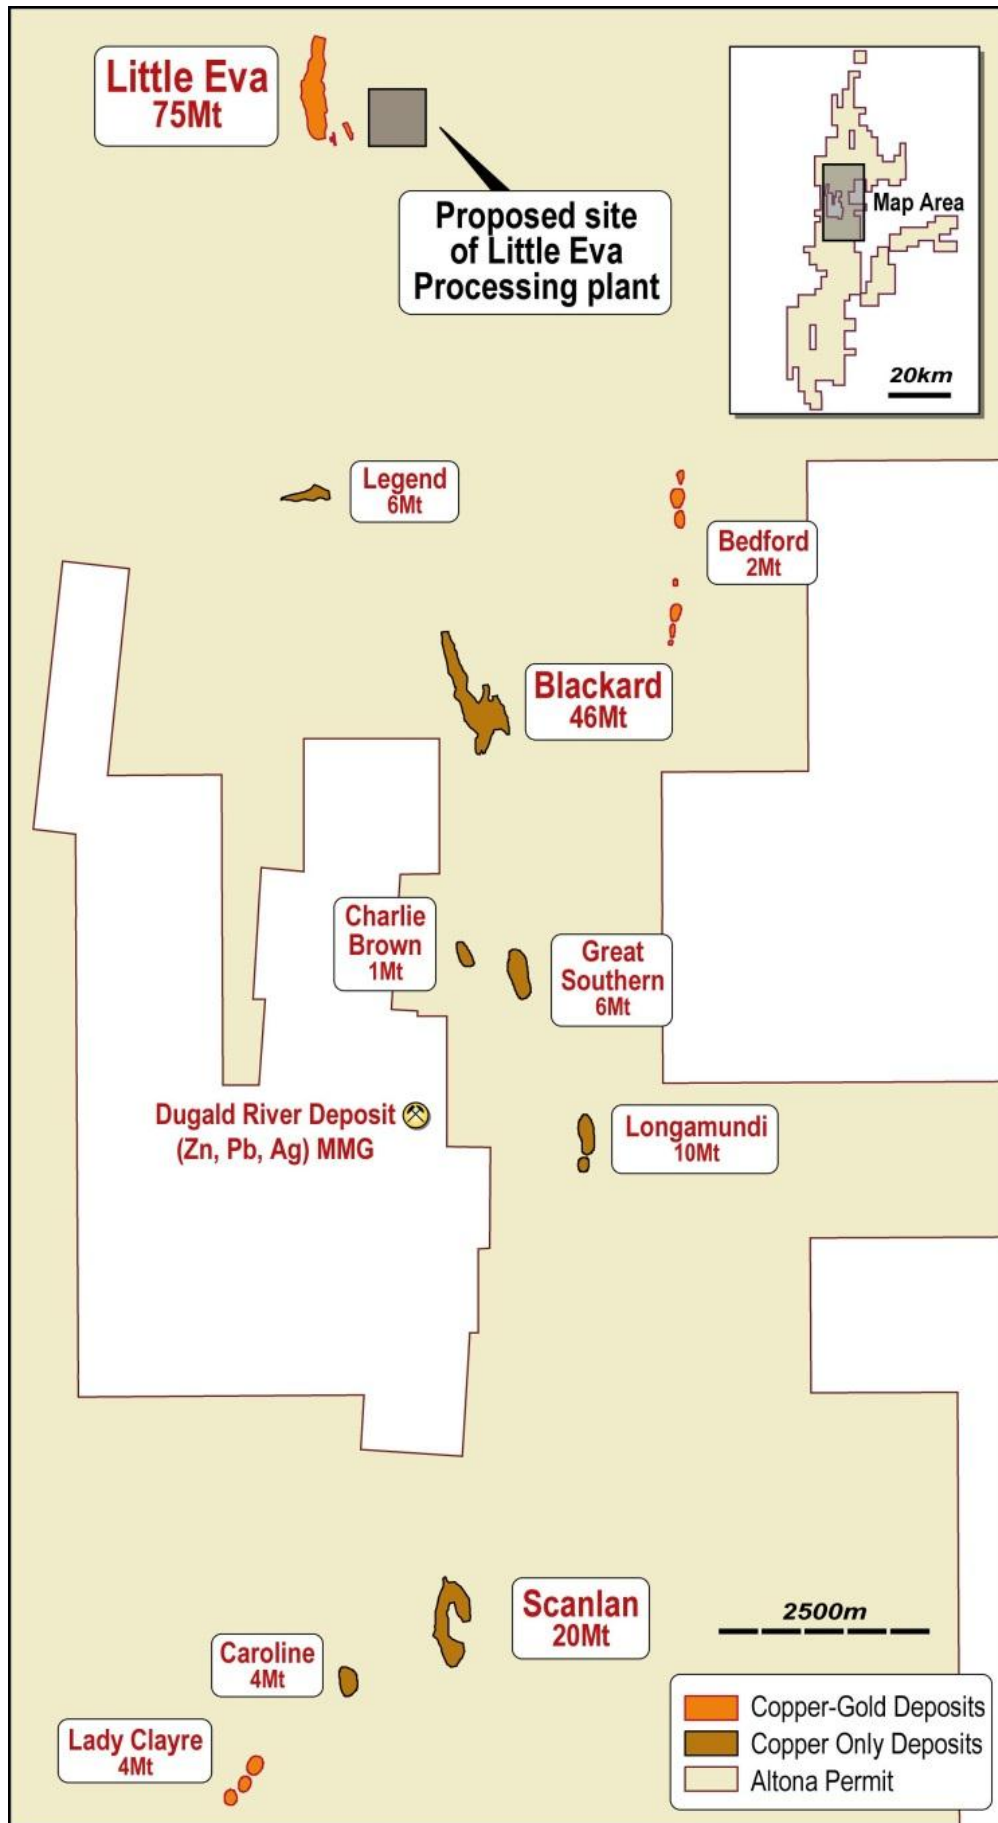 Little Eva
75Mt
Proposed site
of Little Eva
Processing plant
Map Area
20km
Legend
6Mt
Bedford
2Mt
Blackard
46Mt
Charlie
Brown
1Mt
Great
Southern
6Mt
Dugald River Deposit
(Zn, Pb, Ag) MMG
Longamundi
10Mt
Scanlan
20Mt
2500m
Caroline
4Mt
Lady Clayre
4Mt
Copper-Gold Deposits
Copper Only Deposits
Altona Permit